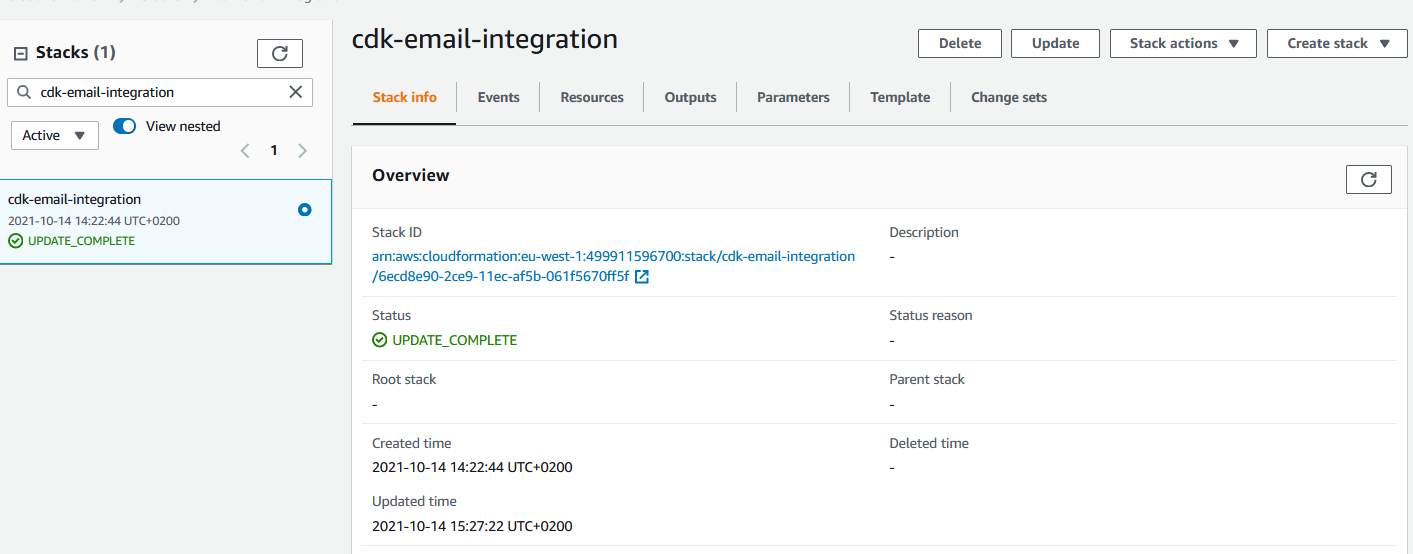 Stacks (1)
cdk-email-integration
Active
View nested
1
cdk-email-integration
2021-10-14 14:22:44 UTC+0200
UPDATE_COMPLETE
cdk-email-integration
Delete
Update
Stack actions
Create stack
Stack info
Events
Resources
Outputs
Parameters
Template
Change sets
Overview
Stack ID
arn:aws:cloudformation:eu-west-1:499911596700:stack/cdk-email-integration
/6ecd8e90-2ce9-11ec-af5b-061f5670ff5f
Description
-
Status
UPDATE_COMPLETE
Status reason
-
Root stack
-
Parent stack
-
Created time
2021-10-14 14:22:44 UTC+0200
Deleted time
-
Updated time
2021-10-14 15:27:22 UTC+0200